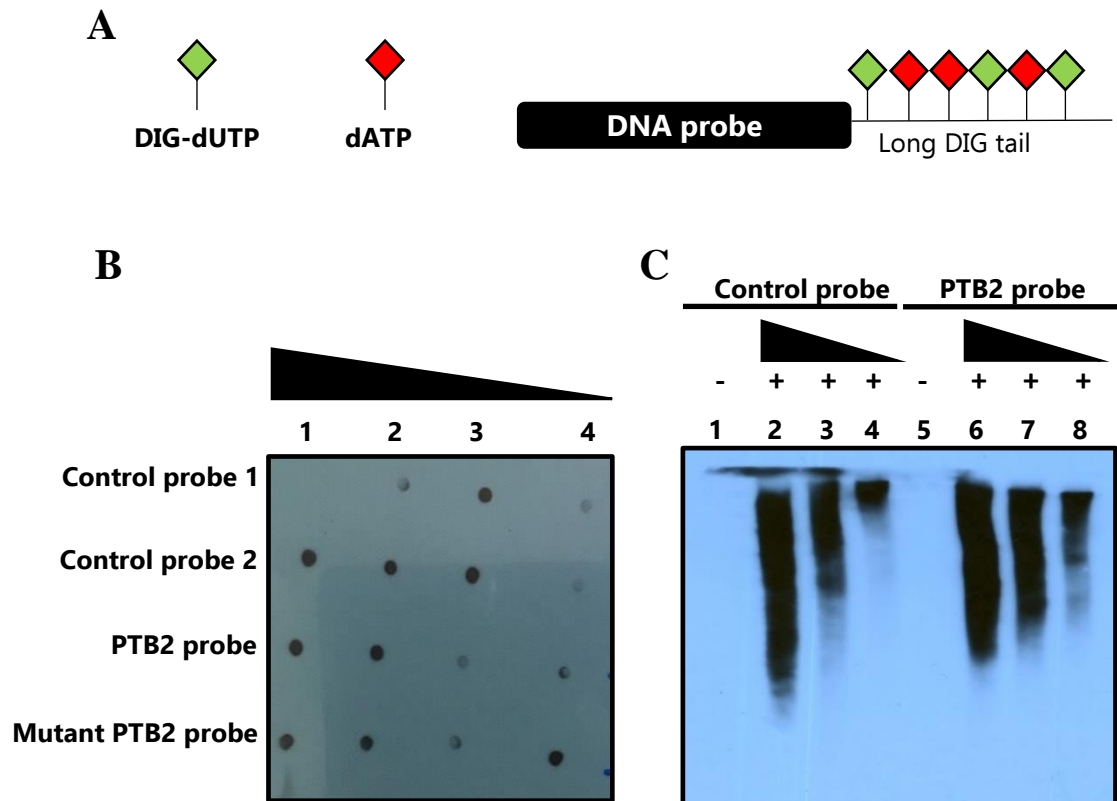 A
DIG-dUTP
dATP
DNA probe
Long DIG tail
B
1 2 3 4
Control probe 1
Control probe 2
PTB2 probe
Mutant PTB2 probe
C
Control probe PTB2 probe
- + + + - + + +
1 2 3 4 5 6 7 8